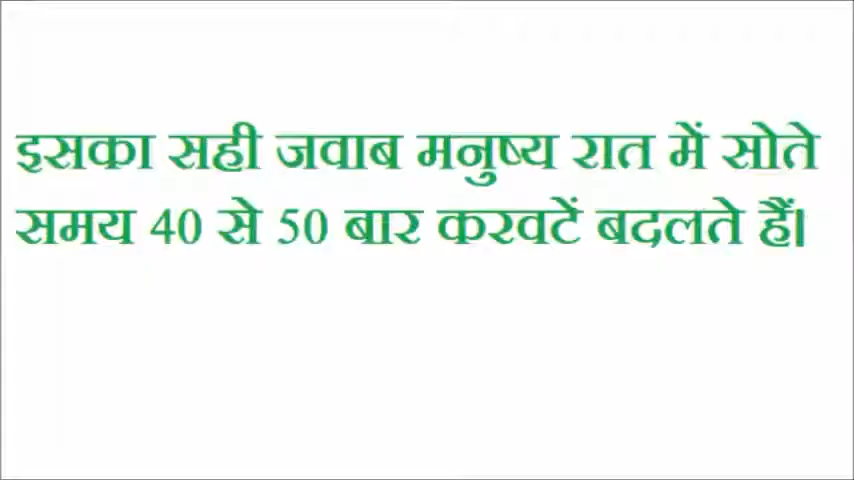 इसका सही जवाब मनुष्य रात में सोते
समय 40 से 50 बार करवटें बदलते हैं।